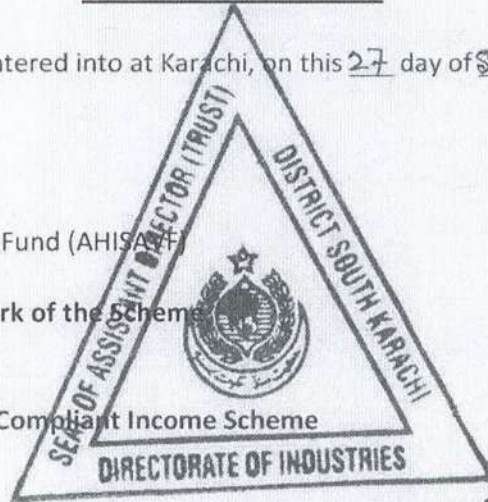 ntered into at Karachi, on this 27 day of S
Fund (AHISAVF)
rk of the Scheme
Compliant Income Scheme
SEAL OF ASSISTANT DIRECTOR (TRUST)
DISTRICT SOUTH KARACHI
DIRECTORATE OF INDUSTRIES